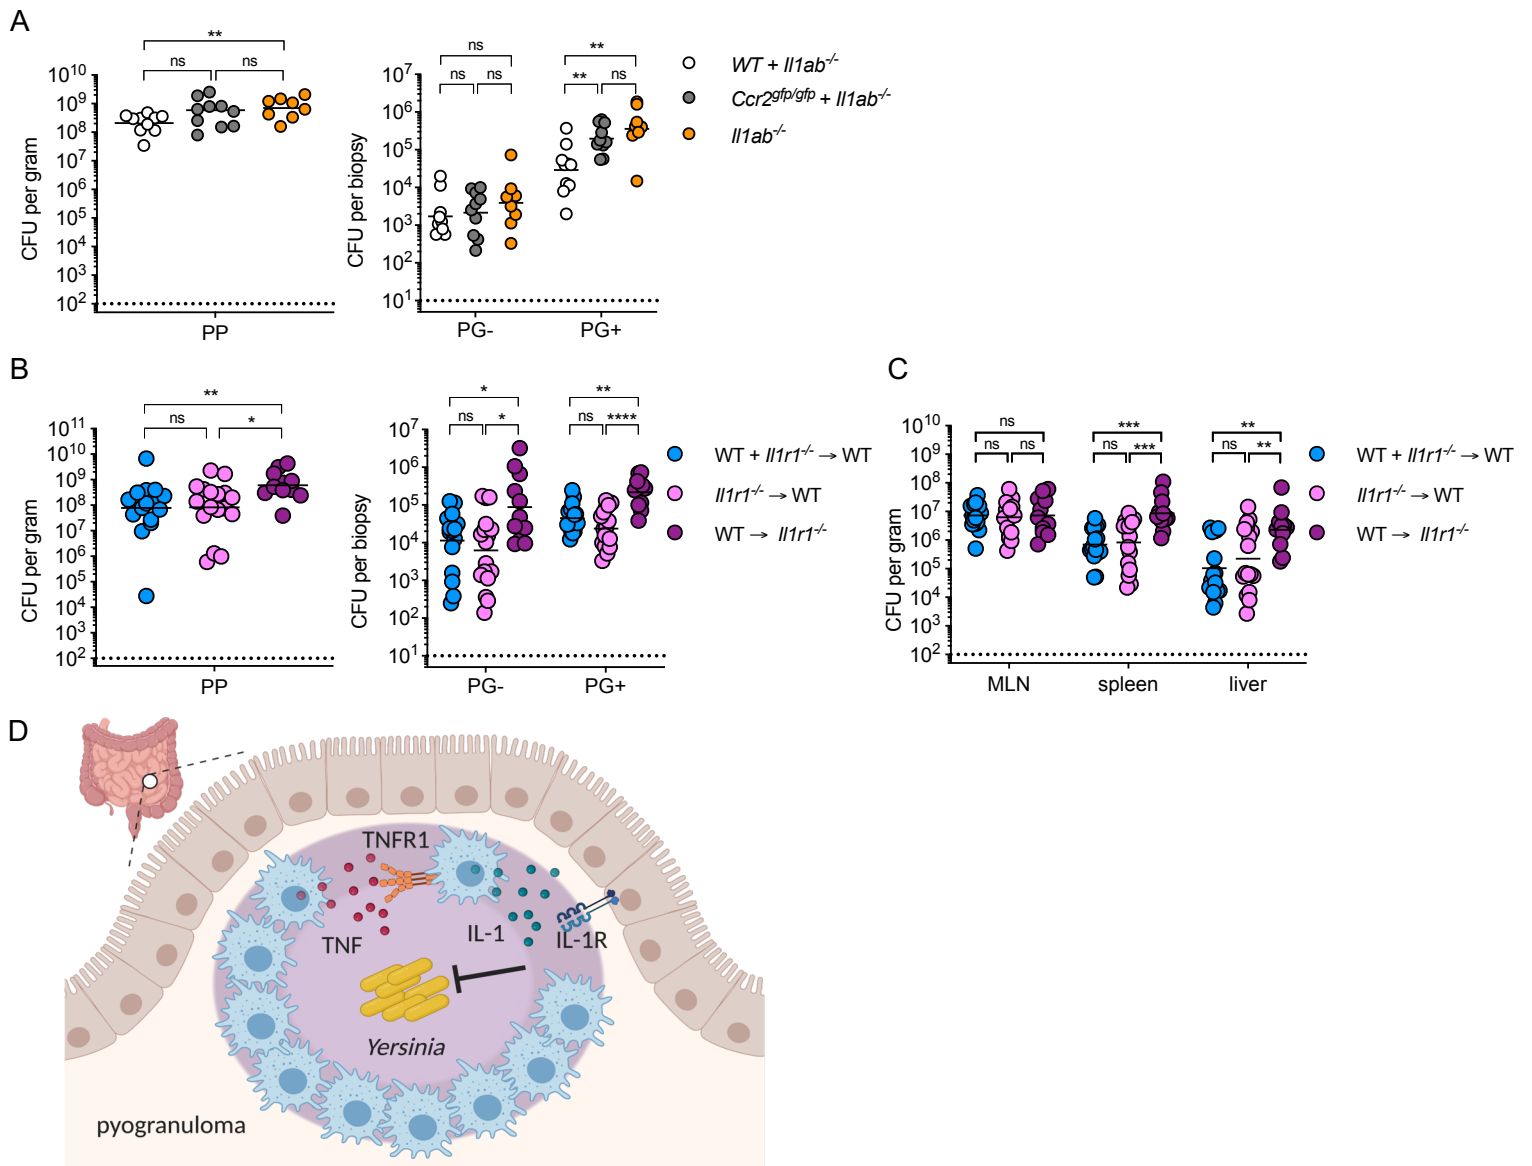 A
**
ns ns
10^10
10^9
10^8
10^7
10^6
10^5
10^4
10^3
10^2
CFU per gram
PP
ns **
ns ns ** ns
10^7
10^6
10^5
10^4
10^3
10^2
10^1
CFU per biopsy
PG- PG+
WT + Il1ab^-/-
Ccr2^gfp/gfp + Il1ab^-/-
Il1ab^-/-
B
**
ns *
10^11
10^10
10^9
10^8
10^7
10^6
10^5
10^4
10^3
10^2
CFU per gram
PP
* **
ns * ns ****
10^7
10^6
10^5
10^4
10^3
10^2
10^1
CFU per biopsy
PG- PG+
WT + Il1r1^-/- → WT
Il1r1^-/- → WT
WT → Il1r1^-/-
C
ns *** **
ns ns ns *** ns **
10^10
10^9
10^8
10^7
10^6
10^5
10^4
10^3
10^2
CFU per gram
MLN spleen liver
WT + Il1r1^-/- → WT
Il1r1^-/- → WT
WT → Il1r1^-/-
D
TNFR1
TNF
IL-1
IL-1R
Yersinia
pyogranuloma